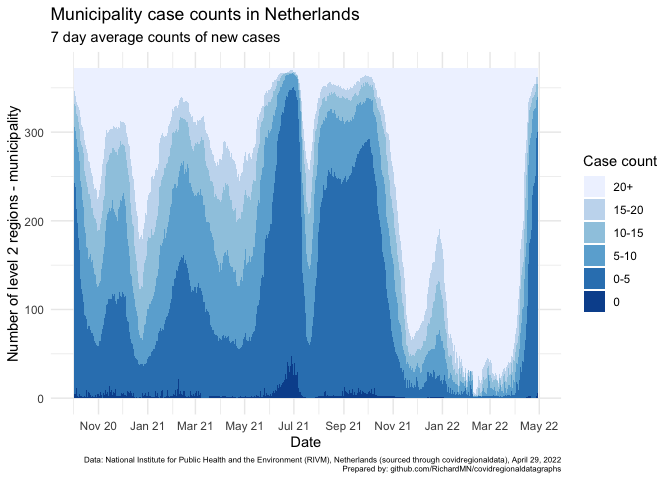 Municipality case counts in Netherlands
7 day average counts of new cases
Number of level 2 regions - municipality
300
200
100
0
Nov 20 Jan 21 Mar 21 May 21 Jul 21 Sep 21 Nov 21 Jan 22 Mar 22 May 22
Date
Case count
20+
15-20
10-15
5-10
0-5
0
Data: National Institute for Public Health and the Environment (RIVM), Netherlands (sourced through covidregionaldata), April 29, 2022
Prepared by: github.com/RichardMN/covidregionaldatagraphs